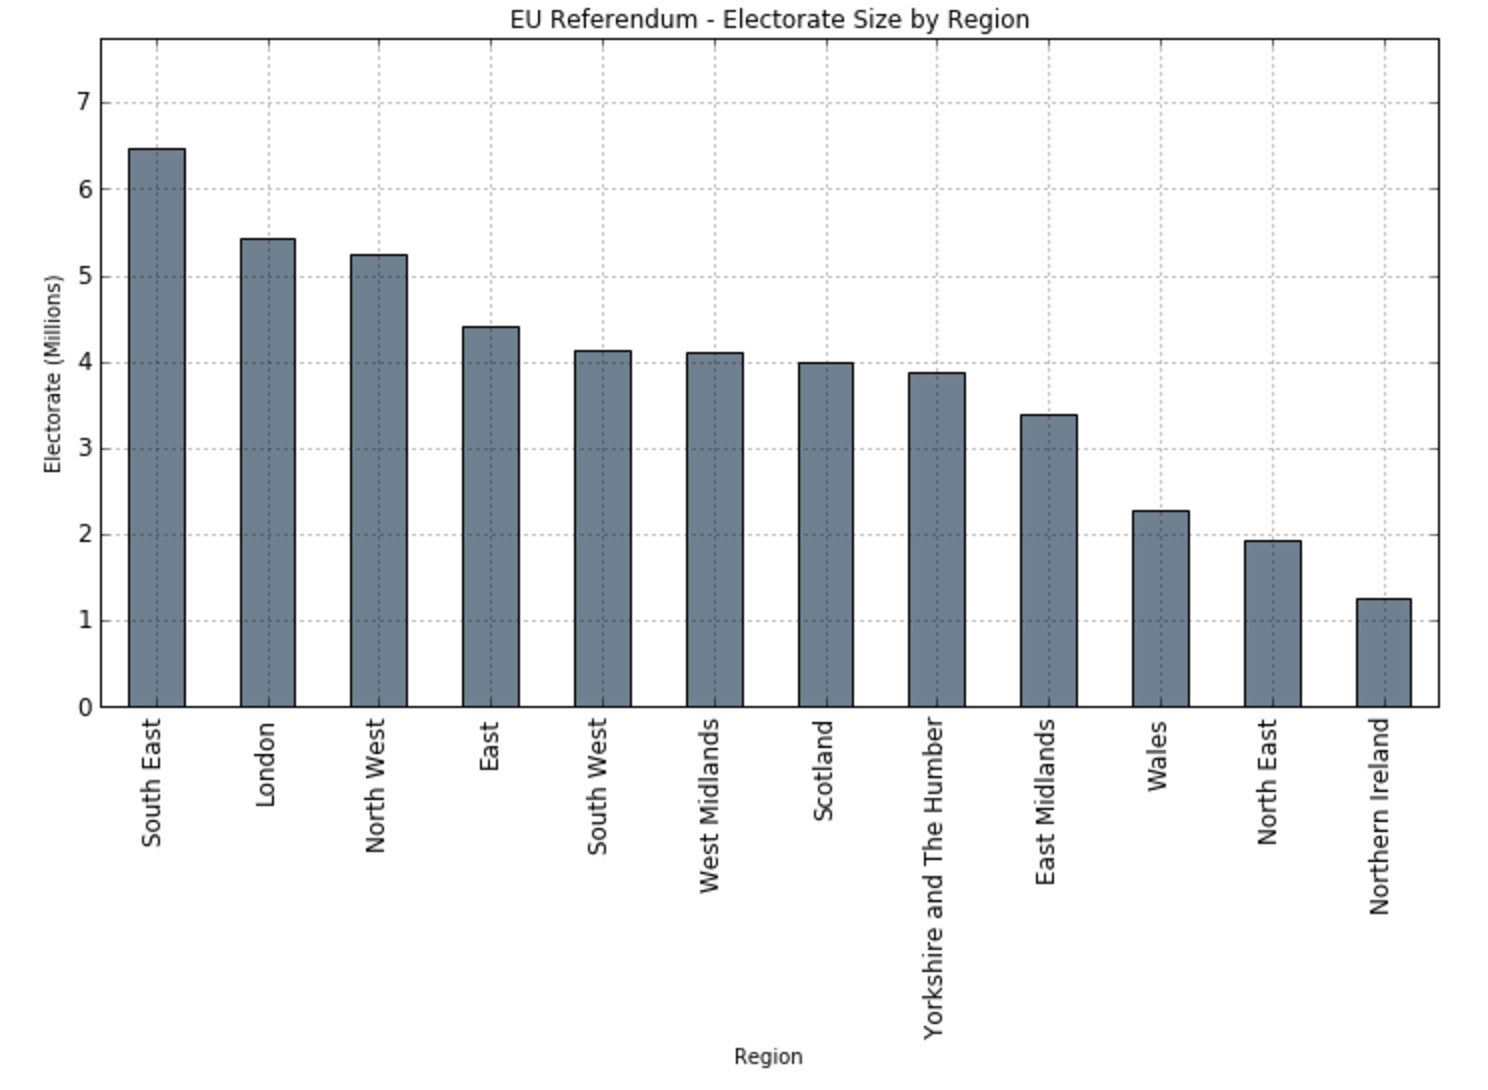 EU Referendum - Electorate Size by Region
Electorate (Millions)
7
6
5
4
3
2
1
0
South East
London
North West
East
South West
West Midlands
Scotland
Yorkshire and The Humber
East Midlands
Wales
North East
Northern Ireland
Region